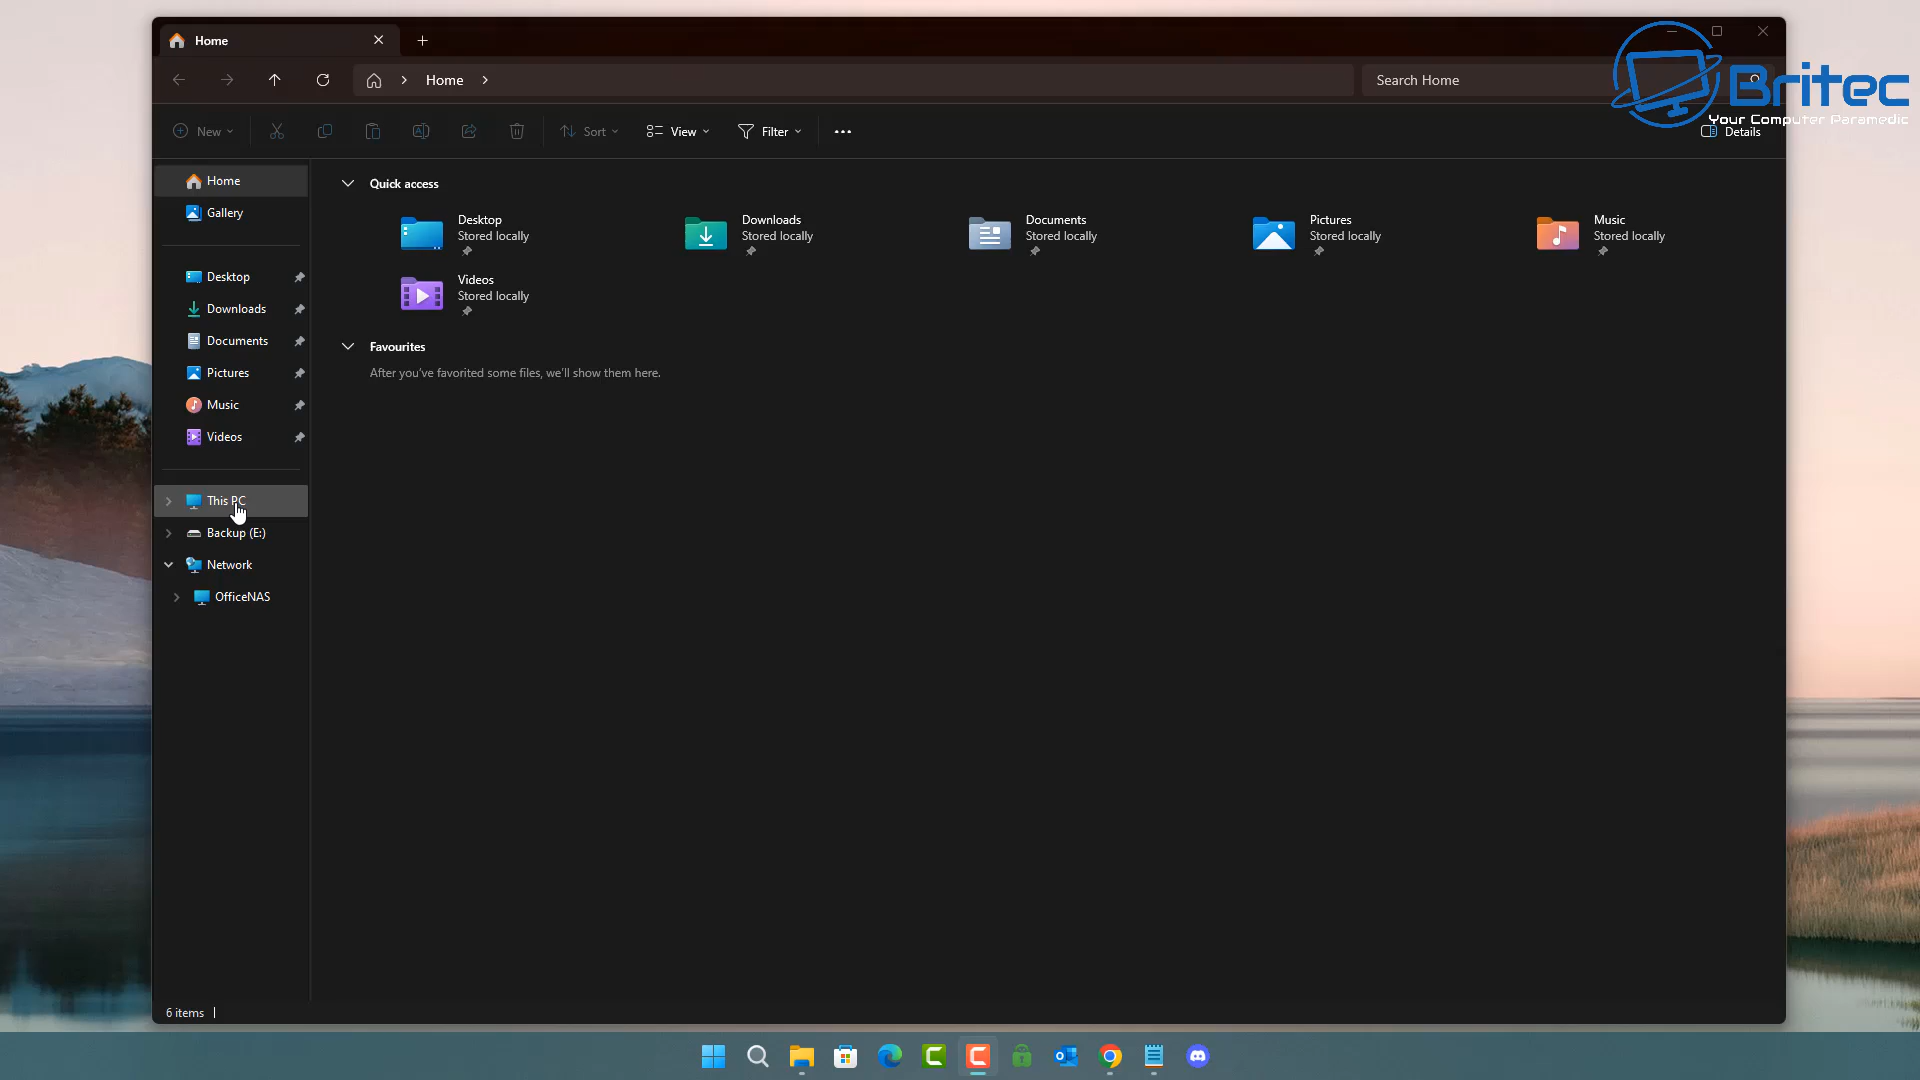 Home
Home
Search Home
Britec
Your Computer Paramedic
New
Sort
View
Filter
Details
Home
Gallery
Desktop
Downloads
Documents
Pictures
Music
Videos
This PC
Backup (E:)
Network
OfficeNAS
Quick access
Desktop
Stored locally
Downloads
Stored locally
Documents
Stored locally
Pictures
Stored locally
Music
Stored locally
Videos
Stored locally
Favourites
After you've favorited some files, we'll show them here.
6 items